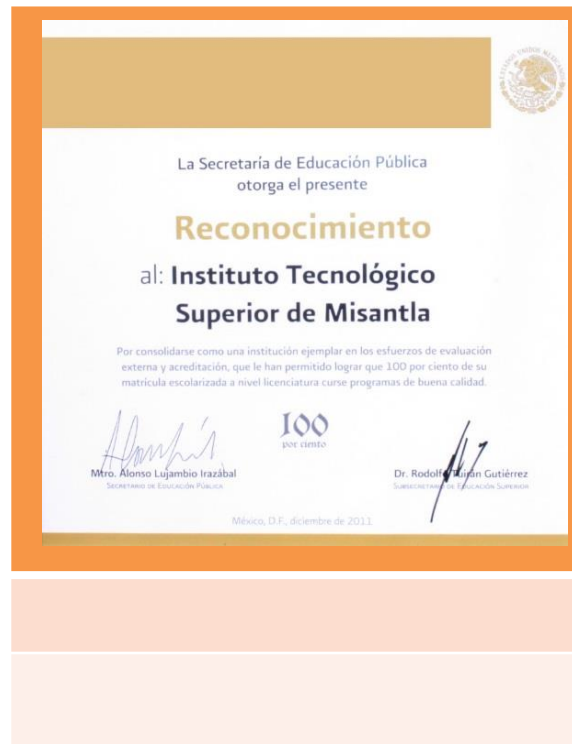 ESTADOS UNIDOS MEXICANOS
La Secretaría de Educación Pública
otorga el presente
Reconocimiento
al: Instituto Tecnológico
Superior de Misantla
Por consolidarse como una institución ejemplar en los esfuerzos de evaluación
externa y acreditación, que le han permitido lograr que 100 por ciento de su
matrícula escolarizada a nivel licenciatura curse programas de buena calidad.
100
por ciento
Mtro. Alonso Lujambio Irazábal
Secretario de Educación Pública
Dr. Rodolfo Tuirán Gutiérrez
Subsecretario de Educación Superior
México, D.F., diciembre de 2011